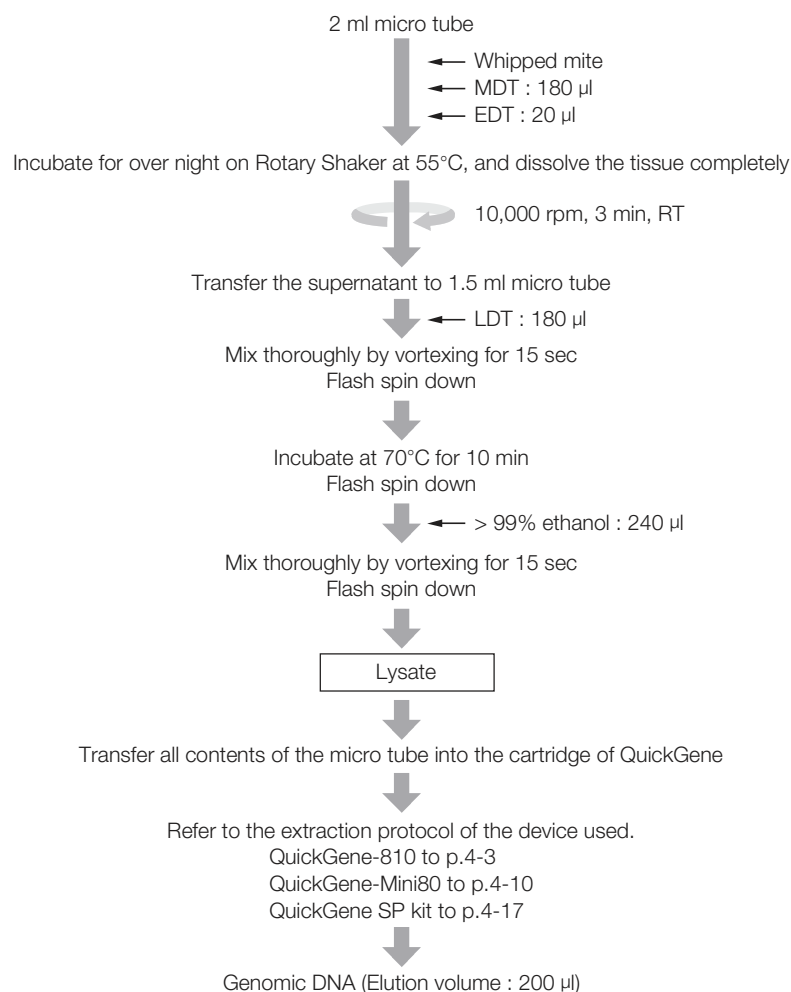 2 ml micro tube
Whipped mite
MDT : 180 µl
EDT : 20 µl
Incubate for over night on Rotary Shaker at 55°C, and dissolve the tissue completely
10,000 rpm, 3 min, RT
Transfer the supernatant to 1.5 ml micro tube
LDT : 180 µl
Mix thoroughly by vortexing for 15 sec
Flash spin down
Incubate at 70°C for 10 min
Flash spin down
> 99% ethanol : 240 µl
Mix thoroughly by vortexing for 15 sec
Flash spin down
Lysate
Transfer all contents of the micro tube into the cartridge of QuickGene
Refer to the extraction protocol of the device used.
QuickGene-810 to p.4-3
QuickGene-Mini80 to p.4-10
QuickGene SP kit to p.4-17
Genomic DNA (Elution volume : 200 µl)